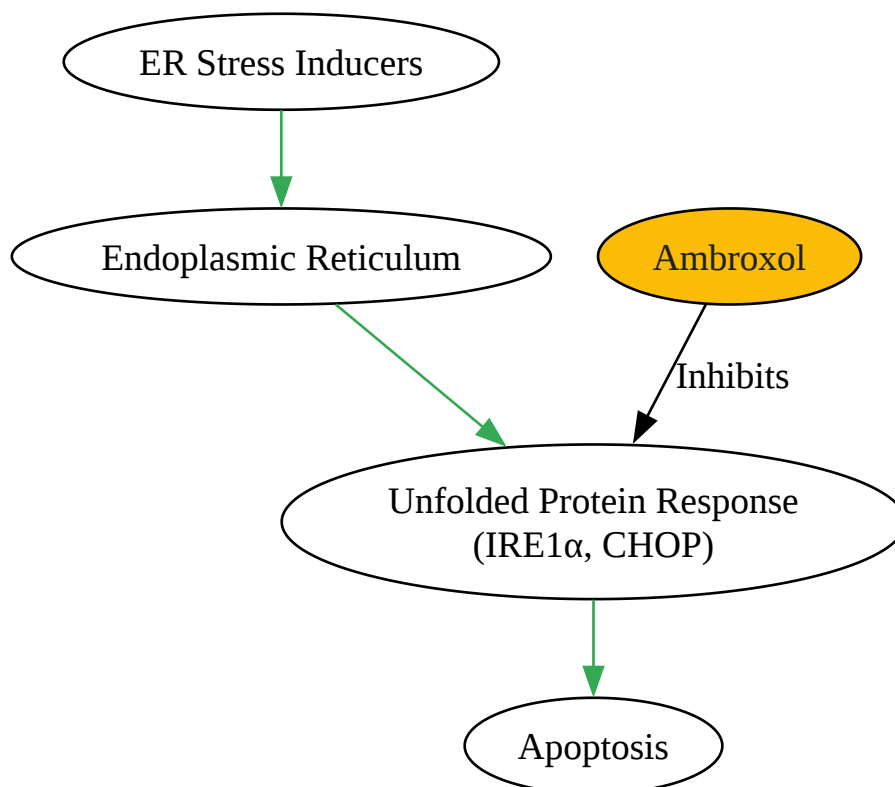 ER Stress Inducers
Endoplasmic Reticulum
Ambroxol
Inhibits
Unfolded Protein Response
(IRE1α, CHOP)
Apoptosis